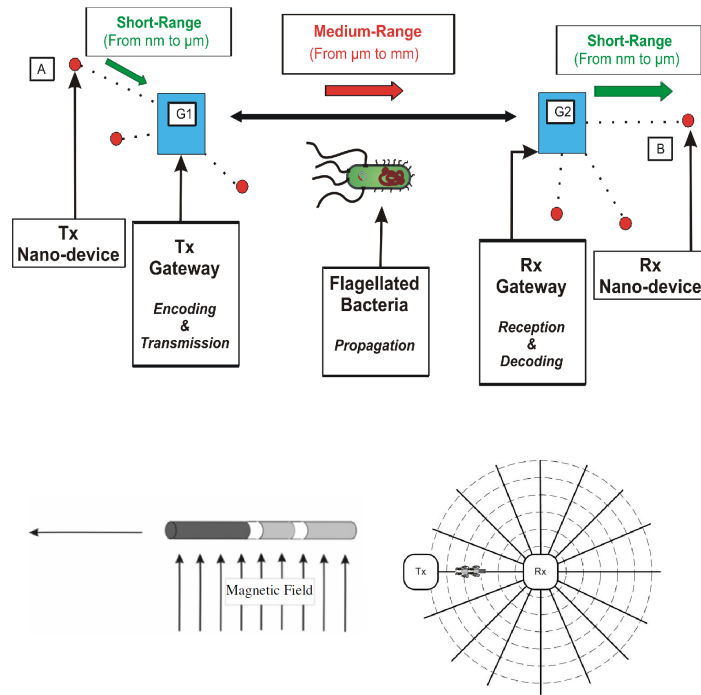 Short-Range
(From nm to µm)
Medium-Range
(From µm to mm)
Short-Range
(From nm to µm)
A
G1
G2
B
Tx
Nano-device
Tx
Gateway
Encoding
&
Transmission
Flagellated
Bacteria
Propagation
Rx
Gateway
Reception
&
Decoding
Rx
Nano-device
Magnetic Field
Tx
Rx